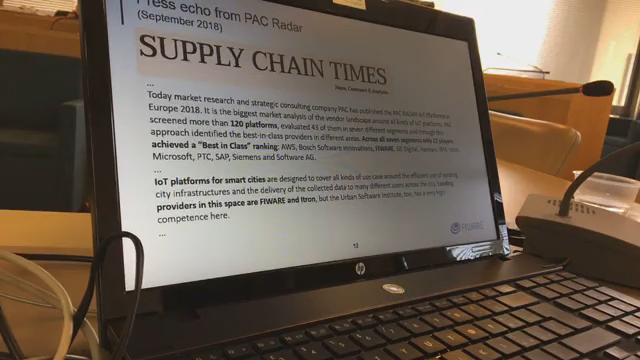 Press echo from PAC Radar
(September 2018)
SUPPLY CHAIN TIMES
News, Comment & Analysis
...
Today market research and strategic consulting company PAC has published the PAC RADAR IoT Platforms in
Europe 2018. It is the biggest market analysis of the vendor landscape around all kinds of IoT platforms. PAC
screened more than 120 platforms, evaluated 43 of them in seven different segments and through this
approach identified the best-in-class providers in different areas. Across all seven segments only 12 players
achieved a "Best in Class" ranking: AWS, Bosch Software Innovations, FIWARE, GE Digital, Harman, IBM,
Microsoft, PTC, SAP, Siemens and Software AG.
...
IoT platforms for smart cities are designed to cover all kinds of use case around the efficient use of existing
city infrastructures and the delivery of the collected data to many different users across the city. Leading
providers in this space are FIWARE and Itron, but the Urban Software Institute, too, has a very high
competence here.
...
FIWARE
hp